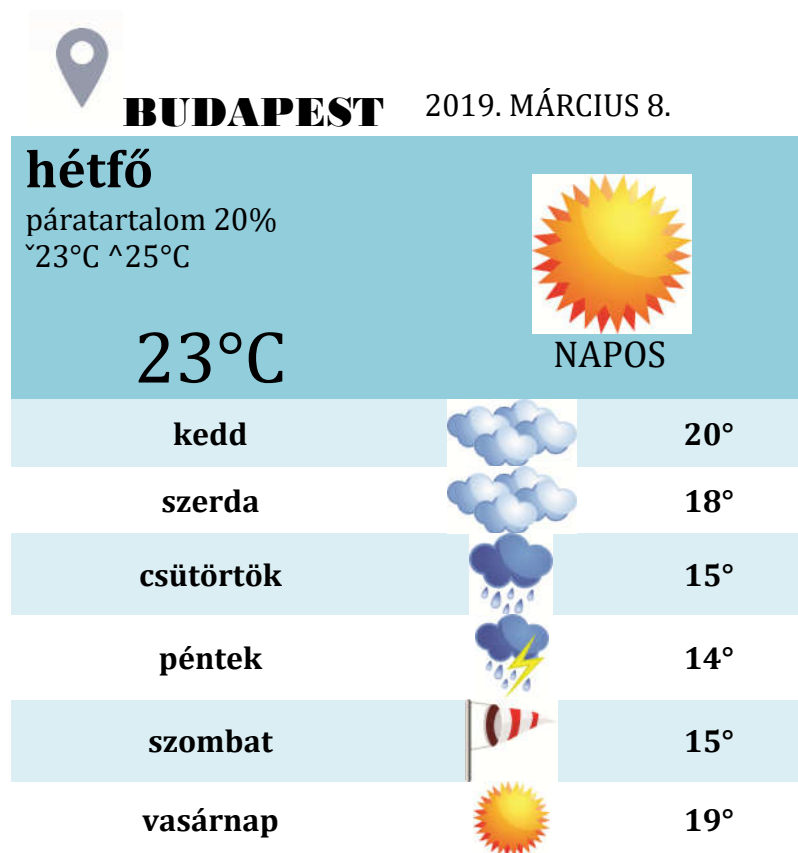 BUDAPEST 2019. MÁRCIUS 8.
hétfő
páratartalom 20%
ˇ23°C ^25°C
23°C
NAPOS
kedd 20°
szerda 18°
csütörtök 15°
péntek 14°
szombat 15°
vasárnap 19°